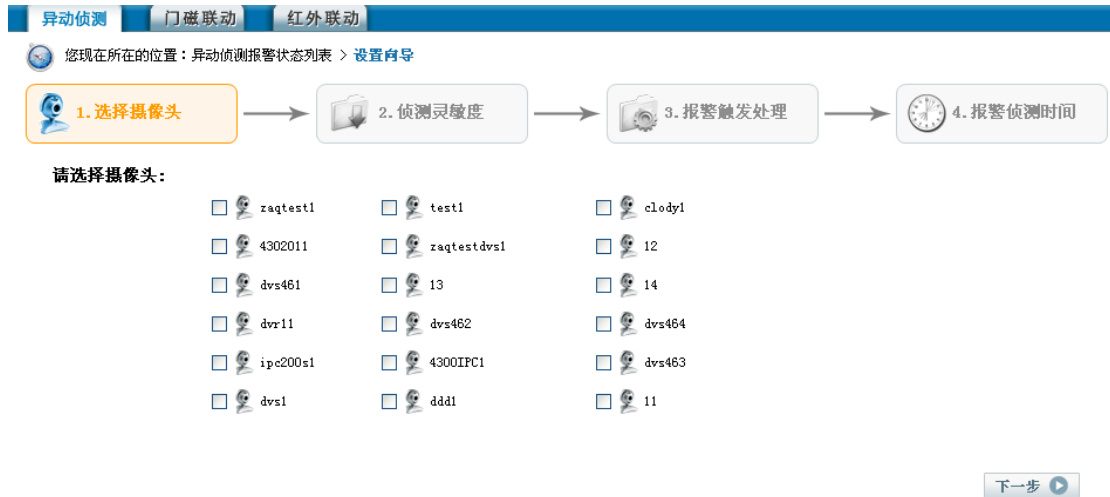 异动侦测 门磁联动 红外联动
您现在所在的位置：异动侦测报警状态列表 > 设置向导
1.选择摄像头 2.侦测灵敏度 3.报警触发处理 4.报警侦测时间
请选择摄像头：
zaqtest1 test1 clody1
4302011 zaqtestdvs1 12
dvs461 13 14
dvr11 dvs462 dvs464
ipc200s1 4300IPC1 dvs463
dvs1 ddd1 11
下一步